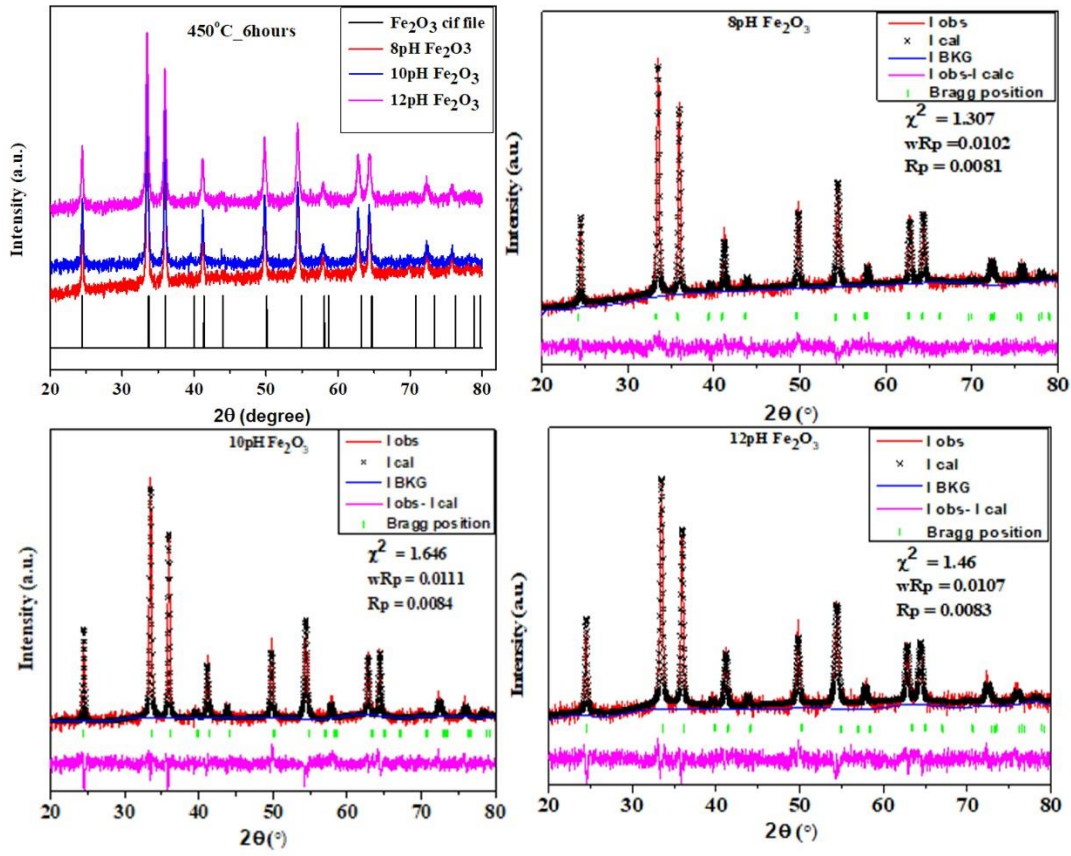 450°C_6hours
Fe₂O₃ cif file
8pH Fe₂O3
10pH Fe₂O₃
12pH Fe₂O₃
Intensity (a.u.)
20 30 40 50 60 70 80
2θ (degree)
8pH Fe₂O₃
I obs
I cal
I BKG
I obs-I calc
Bragg position
χ² = 1.307
wRp =0.0102
Rp = 0.0081
Intensity (a.u.)
20 30 40 50 60 70 80
2θ (°)
10pH Fe₂O₃
I obs
I cal
I BKG
I obs- I cal
Bragg position
χ² = 1.646
wRp = 0.0111
Rp = 0.0084
Intensity (a.u.)
20 30 40 50 60 70 80
2θ(°)
12pH Fe₂O₃
I obs
I cal
I BKG
I obs- I cal
Bragg position
χ² = 1.46
wRp = 0.0107
Rp = 0.0083
Intensity (a.u.)
20 30 40 50 60 70 80
2θ (°)